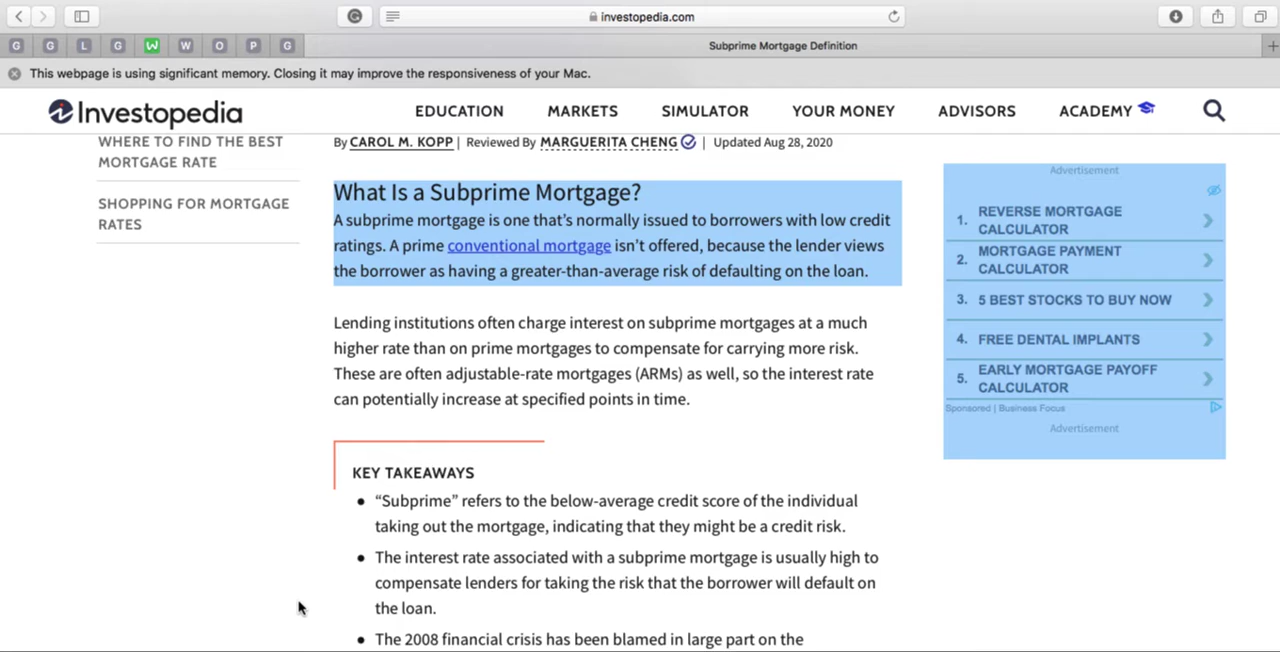 investopedia.com
G G L G W W O P G
Subprime Mortgage Definition
This webpage is using significant memory. Closing it may improve the responsiveness of your Mac.
Investopedia
EDUCATION MARKETS SIMULATOR YOUR MONEY ADVISORS ACADEMY
WHERE TO FIND THE BEST
MORTGAGE RATE
SHOPPING FOR MORTGAGE
RATES
By CAROL M. KOPP | Reviewed By MARGUERITA CHENG | Updated Aug 28, 2020
What Is a Subprime Mortgage?
A subprime mortgage is one that’s normally issued to borrowers with low credit
ratings. A prime conventional mortgage isn’t offered, because the lender views
the borrower as having a greater-than-average risk of defaulting on the loan.
Lending institutions often charge interest on subprime mortgages at a much
higher rate than on prime mortgages to compensate for carrying more risk.
These are often adjustable-rate mortgages (ARMs) as well, so the interest rate
can potentially increase at specified points in time.
KEY TAKEAWAYS
• “Subprime” refers to the below-average credit score of the individual
taking out the mortgage, indicating that they might be a credit risk.
• The interest rate associated with a subprime mortgage is usually high to
compensate lenders for taking the risk that the borrower will default on
the loan.
• The 2008 financial crisis has been blamed in large part on the
Advertisement
1. REVERSE MORTGAGE
CALCULATOR
2. MORTGAGE PAYMENT
CALCULATOR
3. 5 BEST STOCKS TO BUY NOW
4. FREE DENTAL IMPLANTS
5. EARLY MORTGAGE PAYOFF
CALCULATOR
Sponsored | Business Focus
Advertisement